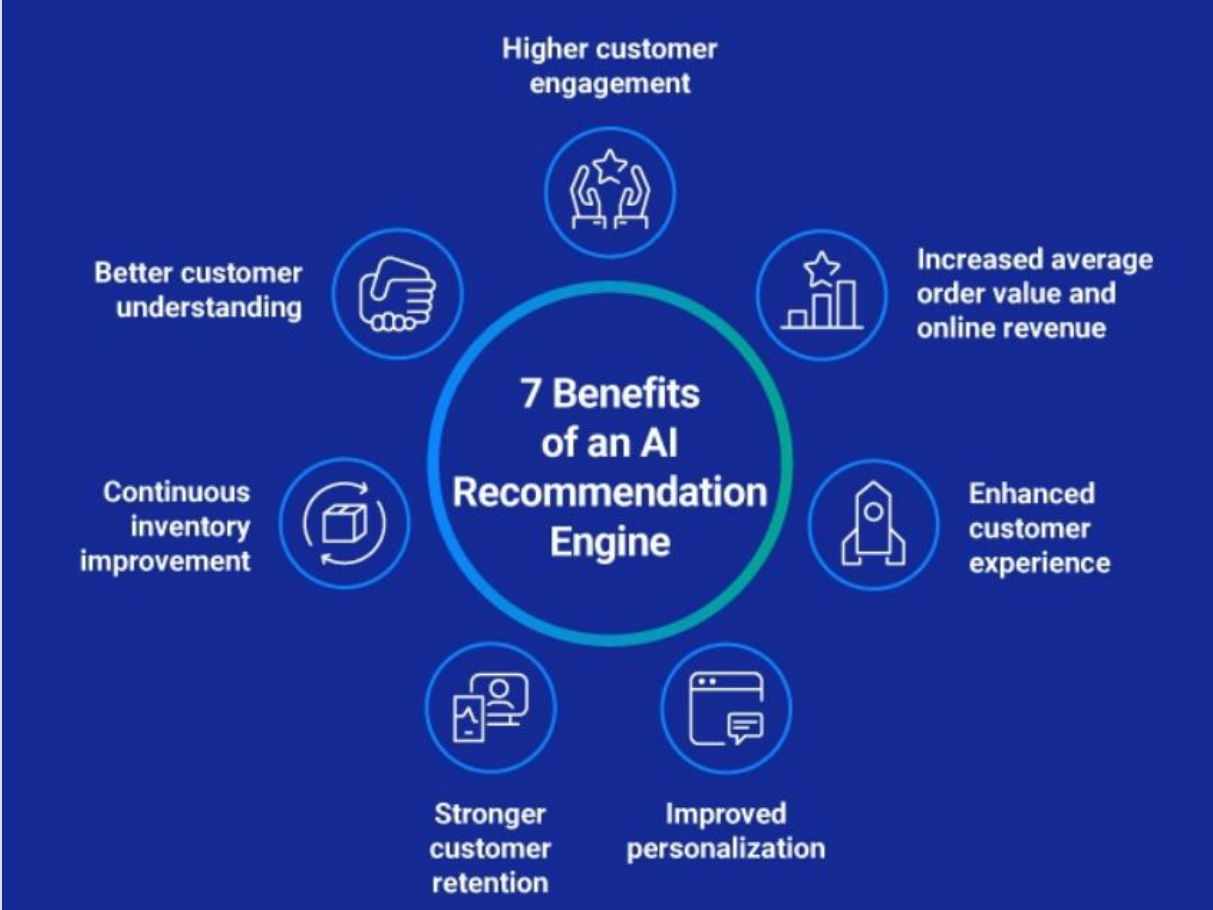 Higher customer
engagement
Better customer
understanding
Increased average
order value and
online revenue
7 Benefits
of an AI
Recommendation
Engine
Continuous
inventory
improvement
Enhanced
customer
experience
Stronger
customer
retention
Improved
personalization